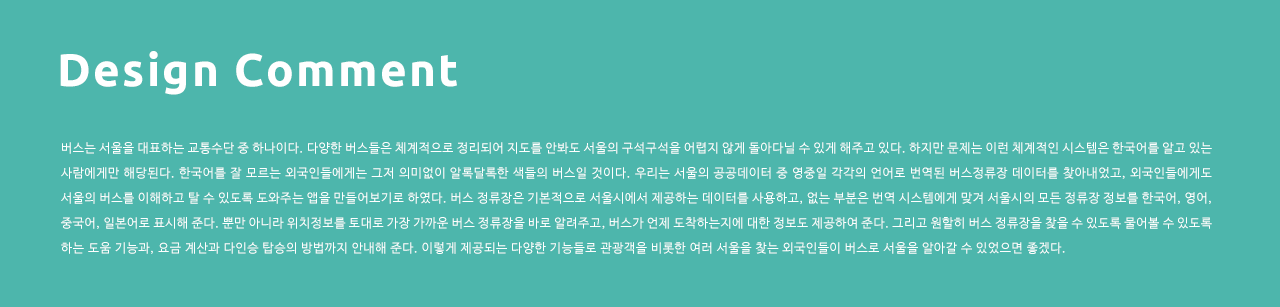 Design Comment
버스는 서울을 대표하는 교통수단 중 하나이다. 다양한 버스들은 체계적으로 정리되어 지도를 안봐도 서울의 구석구석을 어렵지 않게 돌아다닐 수 있게 해주고 있다. 하지만 문제는 이런 체계적인 시스템은 한국어를 알고 있는
사람에게만 해당된다. 한국어를 잘 모르는 외국인들에게는 그저 의미없이 알록달록한 색들의 버스일 것이다. 우리는 서울의 공공데이터 중 영중일 각각의 언어로 번역된 버스정류장 데이터를 찾아내었고, 외국인들에게도
서울의 버스를 이해하고 탈 수 있도록 도와주는 앱을 만들어보기로 하였다. 버스 정류장은 기본적으로 서울시에서 제공하는 데이터를 사용하고, 없는 부분은 번역 시스템에게 맞겨 서울시의 모든 정류장 정보를 한국어, 영어,
중국어, 일본어로 표시해 준다. 뿐만 아니라 위치정보를 토대로 가장 가까운 버스 정류장을 바로 알려주고, 버스가 언제 도착하는지에 대한 정보도 제공하여 준다. 그리고 원할히 버스 정류장을 찾을 수 있도록 물어볼 수 있도록
하는 도움 기능과, 요금 계산과 다인승 탑승의 방법까지 안내해 준다. 이렇게 제공되는 다양한 기능들로 관광객을 비롯한 여러 서울을 찾는 외국인들이 버스로 서울을 알아갈 수 있었으면 좋겠다.